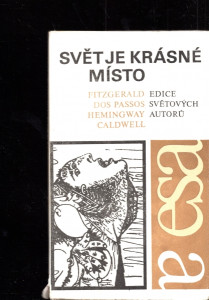 SVĚT JE KRÁSNÉ
MÍSTO
FITZGERALD EDICE
DOS PASSOS SVĚTOVÝCH
HEMINGWAY AUTORŮ
CALDWELL
esa
a